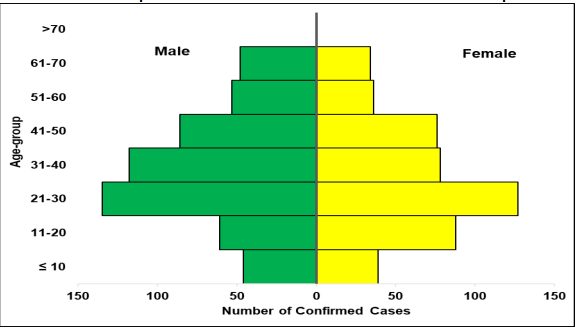 >70
Male
Female
61-70
51-60
41-50
31-40
21-30
11-20
≤ 10
Age-group
150 100 50 0 50 100 150
Number of Confirmed Cases